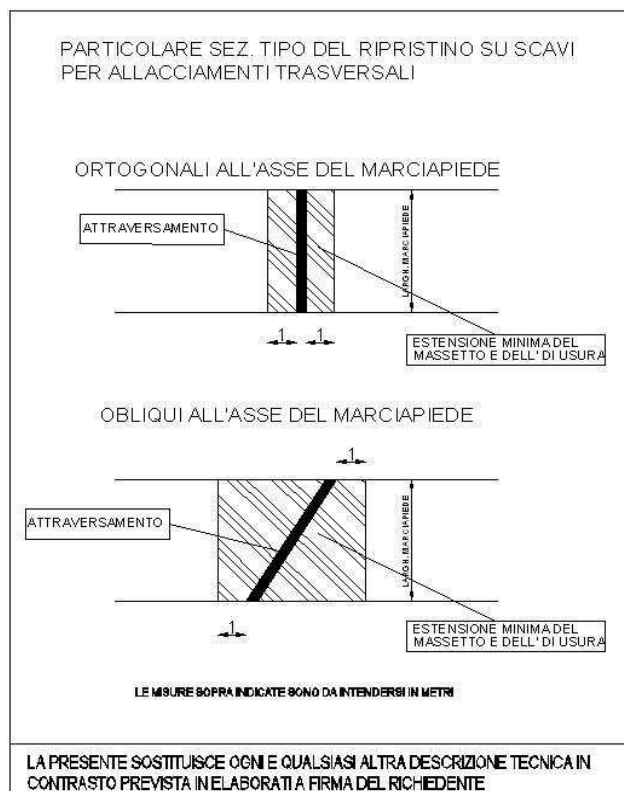 PARTICOLARE SEZ. TIPO DEL RIPRISTINO SU SCAVI
PER ALLACCIAMENTI TRASVERSALI
ORTOGONALI ALL'ASSE DEL MARCIAPIEDE
ATTRAVERSAMENTO
LARGH. MARCIAPIEDE
1 1
ESTENSIONE MINIMA DEL
MASSETTO E DELL' DI USURA
OBLIQUI ALL'ASSE DEL MARCIAPIEDE
1
ATTRAVERSAMENTO
LARGH. MARCIAPIEDE
1
ESTENSIONE MINIMA DEL
MASSETTO E DELL' DI USURA
LE MISURE SOPRA INDICATE SONO DA INTENDERSI IN METRI
LA PRESENTE SOSTITUISCE OGNI E QUALSIASI ALTRA DESCRIZIONE TECNICA IN
CONTRASTO PREVISTA IN ELABORATI A FIRMA DEL RICHIEDENTE